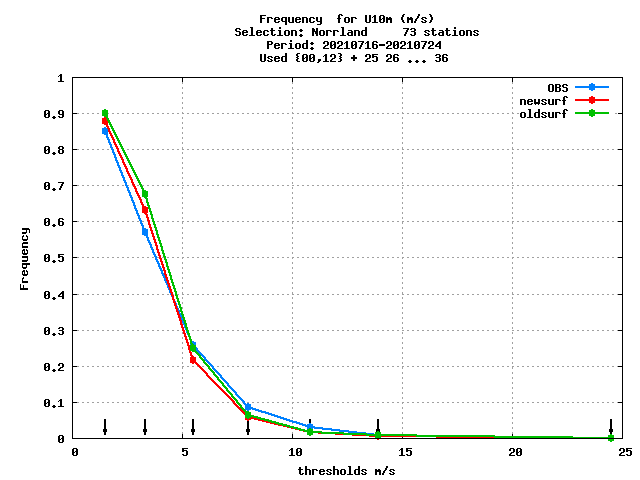 Frequency  for U10m (m/s)
Selection: Norrland     73 stations
Period: 20210716-20210724
Used {00,12} + 25 26 ... 36
OBS
newsurf
oldsurf
1
0.9
0.8
0.7
0.6
0.5
0.4
0.3
0.2
0.1
0
Frequency
0 5 10 15 20 25
thresholds m/s